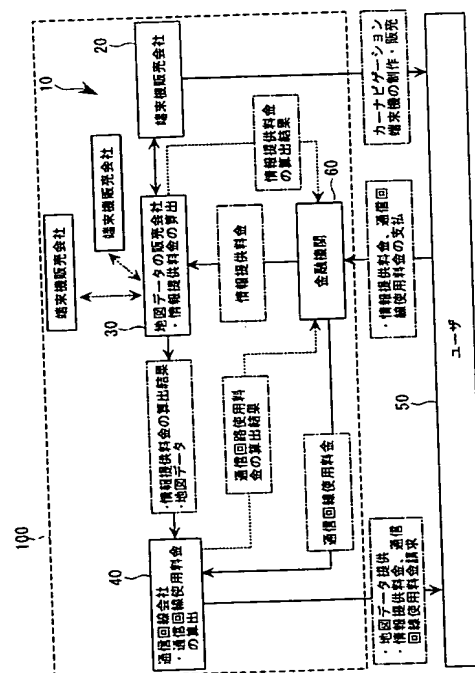 100
10
端末機販売会社
端末機販売会社
20
端末機販売会社
30
地図データの販売会社
・情報提供料金の算出
情報提供料金
の算出結果
カーナビゲーション
端末機の制作・販売
・情報提供料金の算出結果
・地図データ
情報提供料金
60
金融機関
・情報提供料金、通信回
線使用料金の支払
40
通信回線会社
・通信回線使用料金
の算出
通信回路使用料
金の算出結果
通信回線使用料金
・地図データ提供
・情報提供料金、通信
回線使用料金請求
50
ユーザ